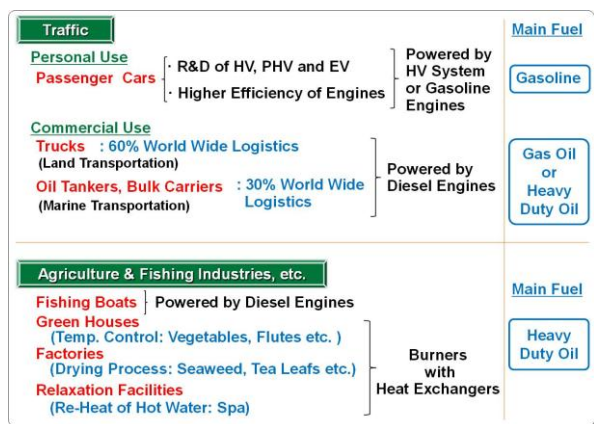 Traffic
Main Fuel
Personal Use
Passenger Cars
· R&D of HV, PHV and EV
· Higher Efficiency of Engines
Powered by
HV System
or Gasoline
Engines
Gasoline
Commercial Use
Trucks : 60% World Wide Logistics
(Land Transportation)
Oil Tankers, Bulk Carriers : 30% World Wide
(Marine Transportation) Logistics
Powered by
Diesel Engines
Gas Oil
or
Heavy
Duty Oil
Agriculture & Fishing Industries, etc.
Main Fuel
Fishing Boats Powered by Diesel Engines
Green Houses
(Temp. Control: Vegetables, Flutes etc. )
Factories
(Drying Process: Seaweed, Tea Leafs etc.)
Relaxation Facilities
(Re-Heat of Hot Water: Spa)
Burners
with
Heat Exchangers
Heavy
Duty Oil